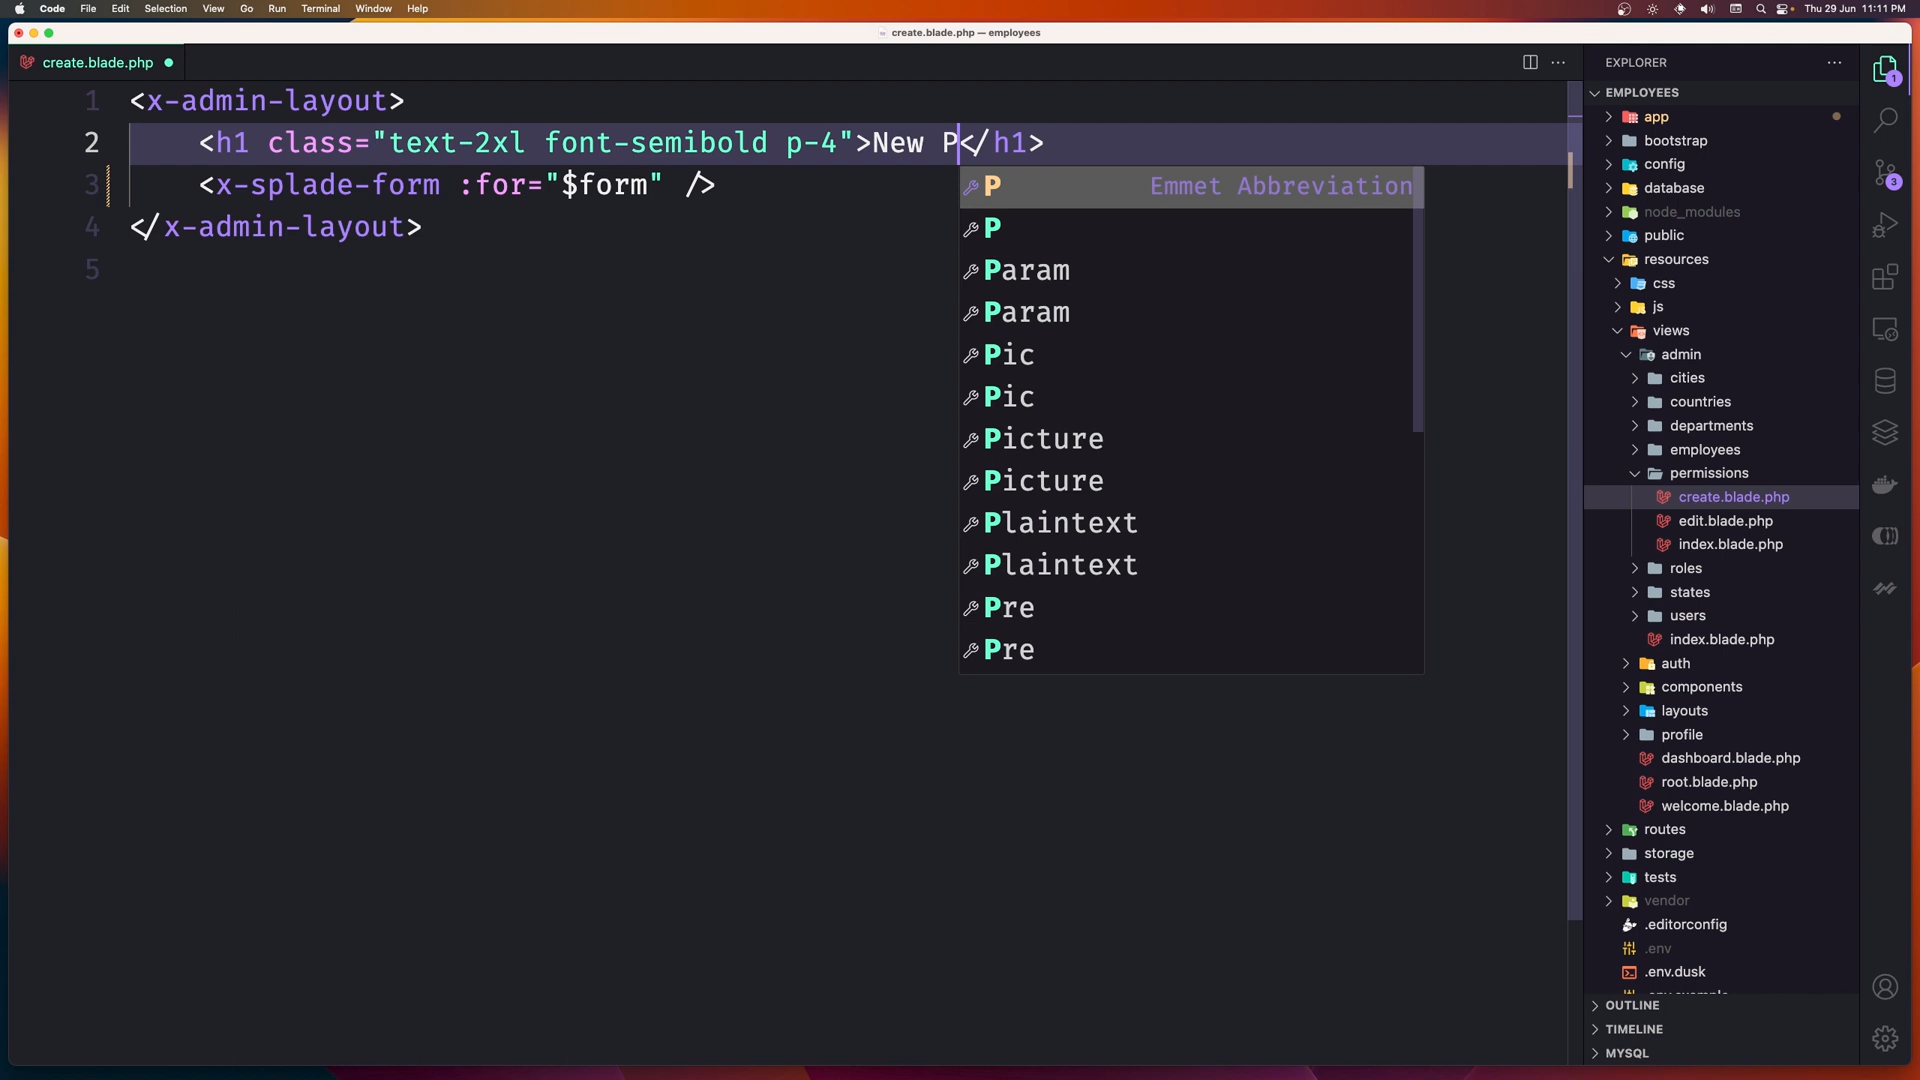 Code File Edit Selection View Go Run Terminal Window Help Thu 29 Jun 11:11 PM
create.blade.php — employees
create.blade.php
1 <x-admin-layout>
2 <h1 class="text-2xl font-semibold p-4">New P</h1>
3 <x-splade-form :for="$form" />
4 </x-admin-layout>
5
P Emmet Abbreviation
P
Param
Param
Pic
Pic
Picture
Picture
Plaintext
Plaintext
Pre
Pre
EXPLORER
EMPLOYEES
app
bootstrap
config
database
node_modules
public
resources
css
js
views
admin
cities
countries
departments
employees
permissions
create.blade.php
edit.blade.php
index.blade.php
roles
states
users
index.blade.php
auth
components
layouts
profile
dashboard.blade.php
root.blade.php
welcome.blade.php
routes
storage
tests
vendor
.editorconfig
.env
.env.dusk
OUTLINE
TIMELINE
MYSQL
1
3